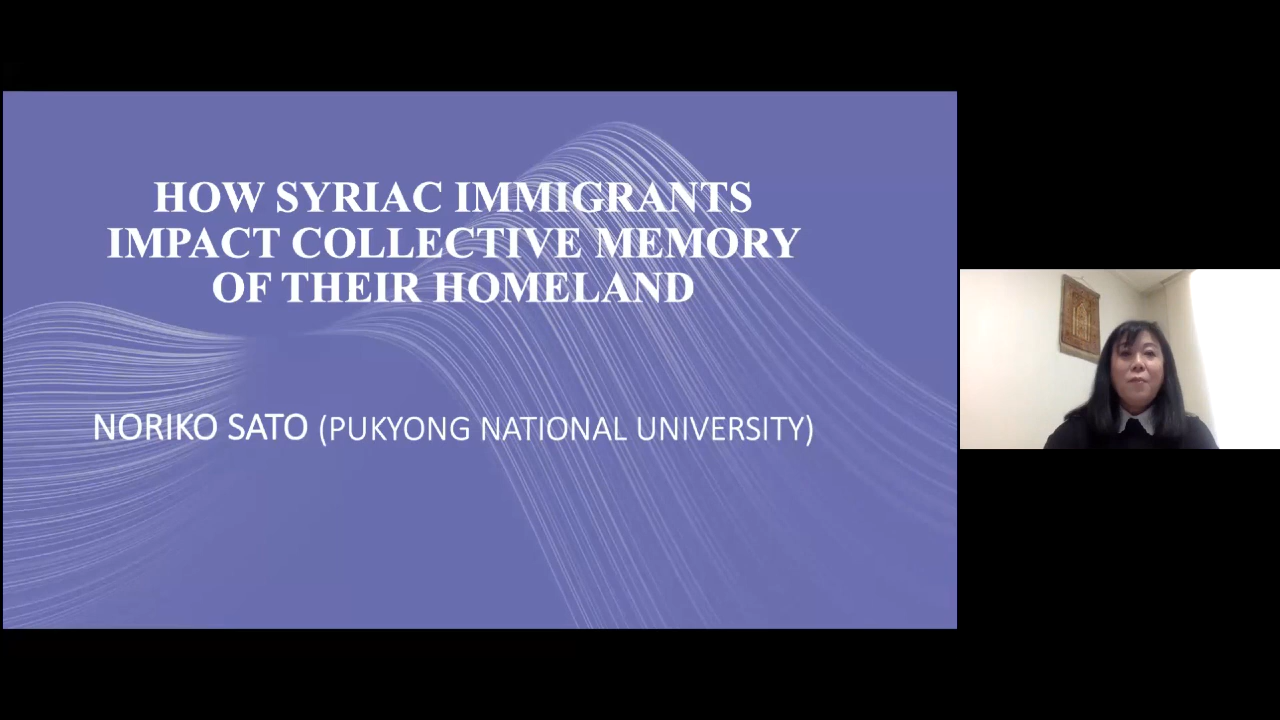 HOW SYRIAC IMMIGRANTS
IMPACT COLLECTIVE MEMORY
OF THEIR HOMELAND
NORIKO SATO (PUKYONG NATIONAL UNIVERSITY)